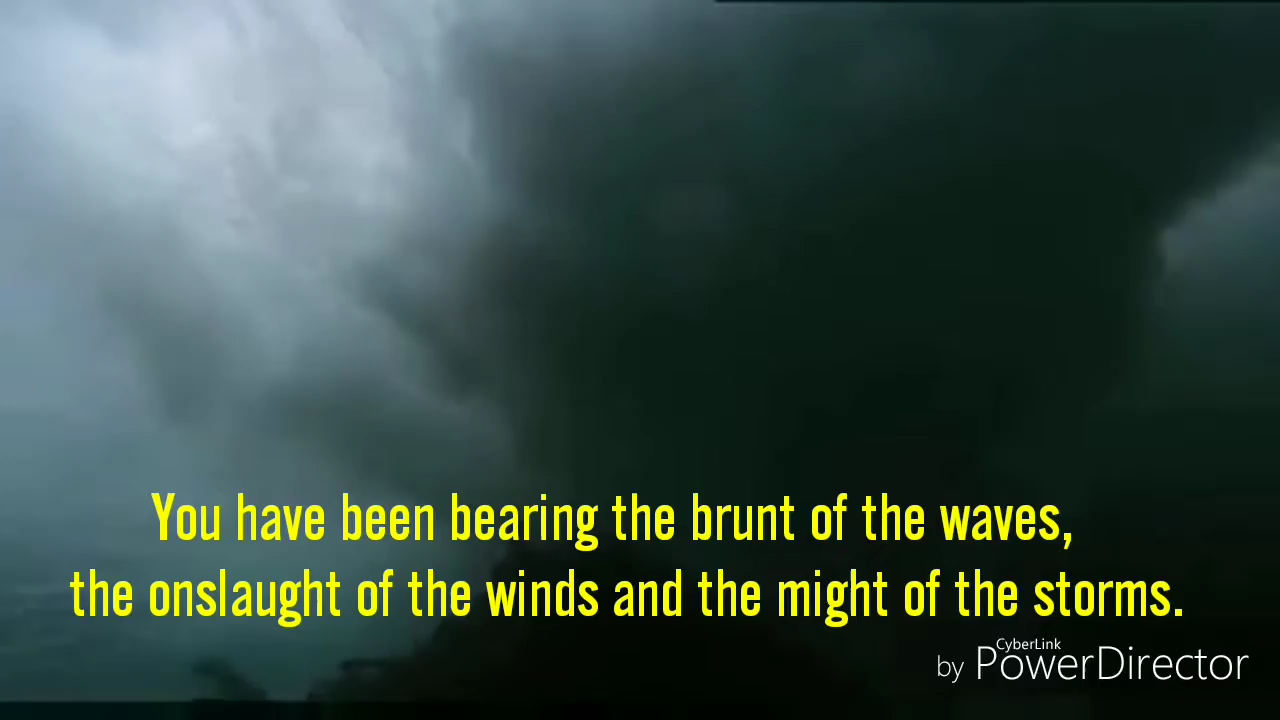 You have been bearing the brunt of the waves,
the onslaught of the winds and the might of the storms.
CyberLink
by PowerDirector